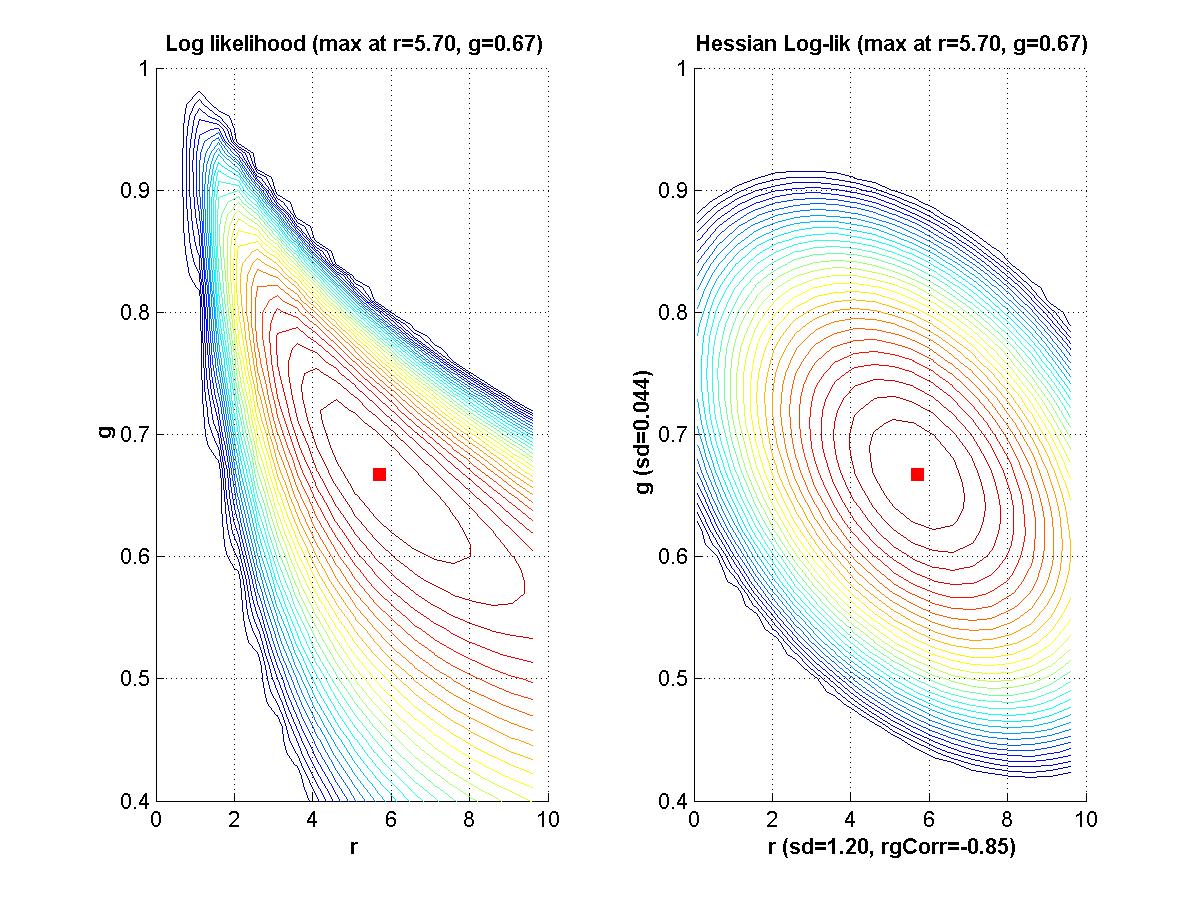 Log likelihood (max at r=5.70, g=0.67)
1
0.9
0.8
0.7
0.6
0.5
0.4
g
0 2 4 6 8 10
r
Hessian Log-lik (max at r=5.70, g=0.67)
1
0.9
0.8
0.7
0.6
0.5
0.4
g (sd=0.044)
0 2 4 6 8 10
r (sd=1.20, rgCorr=-0.85)